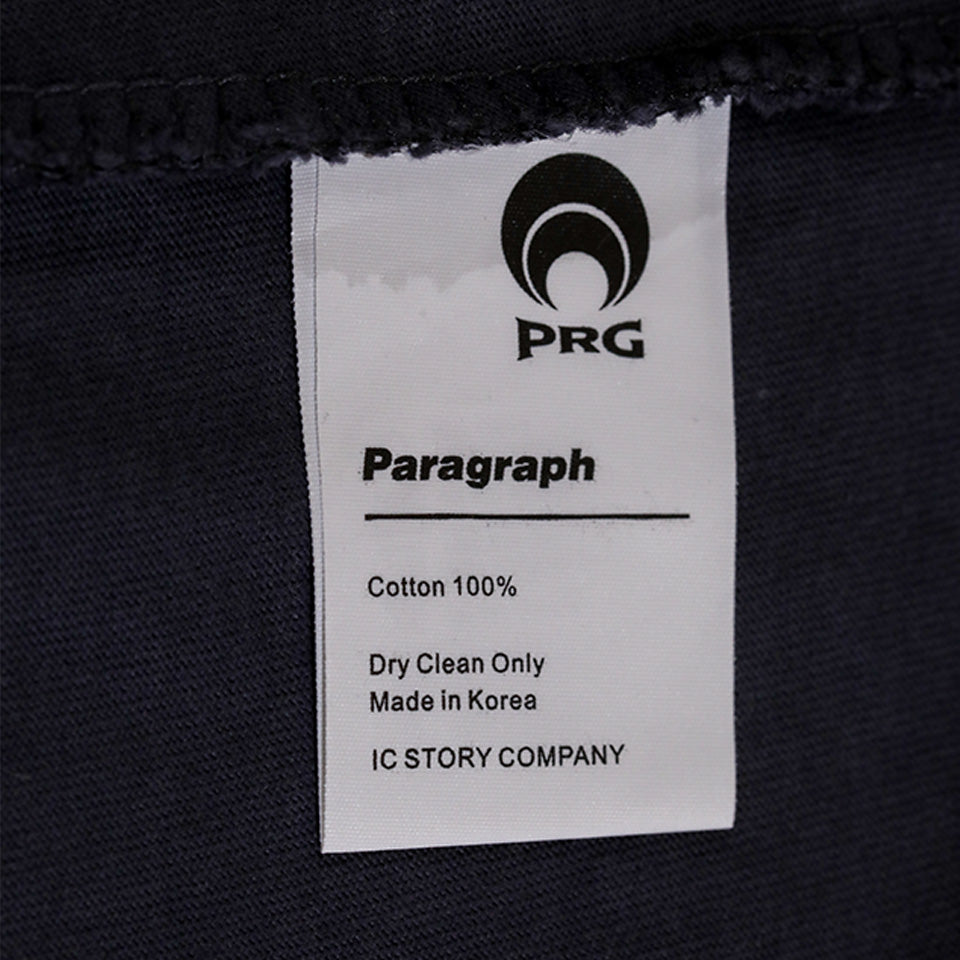 PRG
Paragraph
Cotton 100%
Dry Clean Only
Made in Korea
IC STORY COMPANY